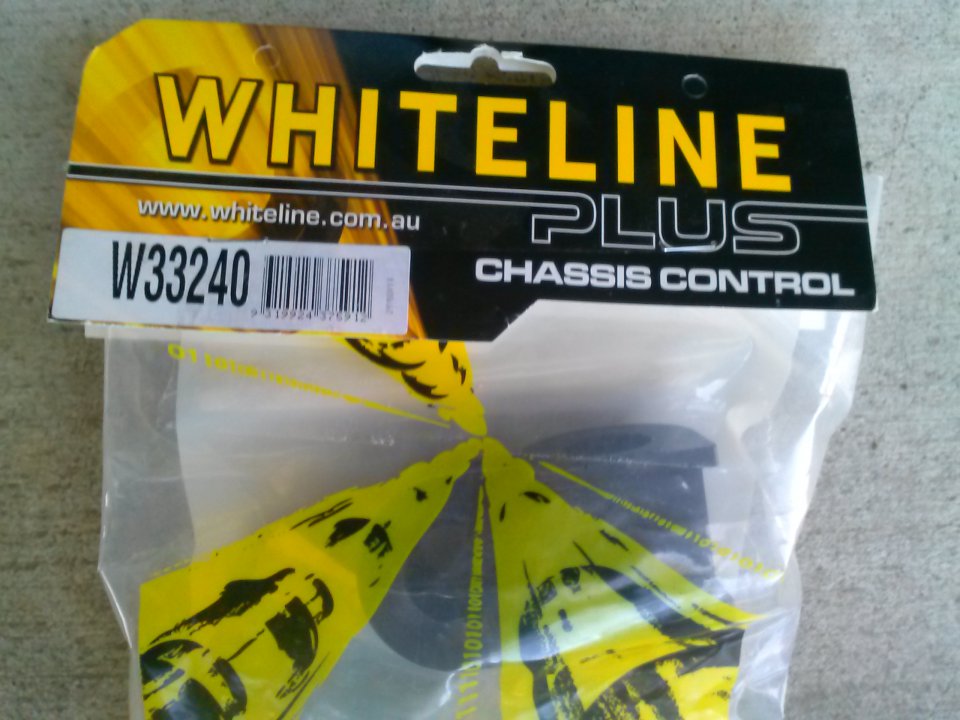 WHITELINE
www.whiteline.com.au
PLUS
W33240
CHASSIS CONTROL